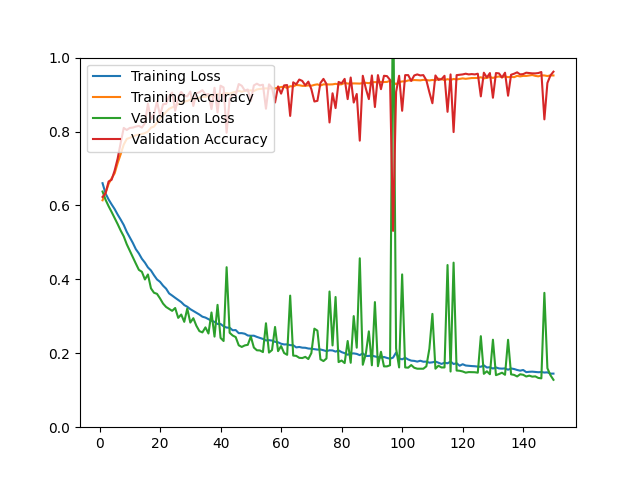 Training Loss
Training Accuracy
Validation Loss
Validation Accuracy
1.0
0.8
0.6
0.4
0.2
0.0
0 20 40 60 80 100 120 140